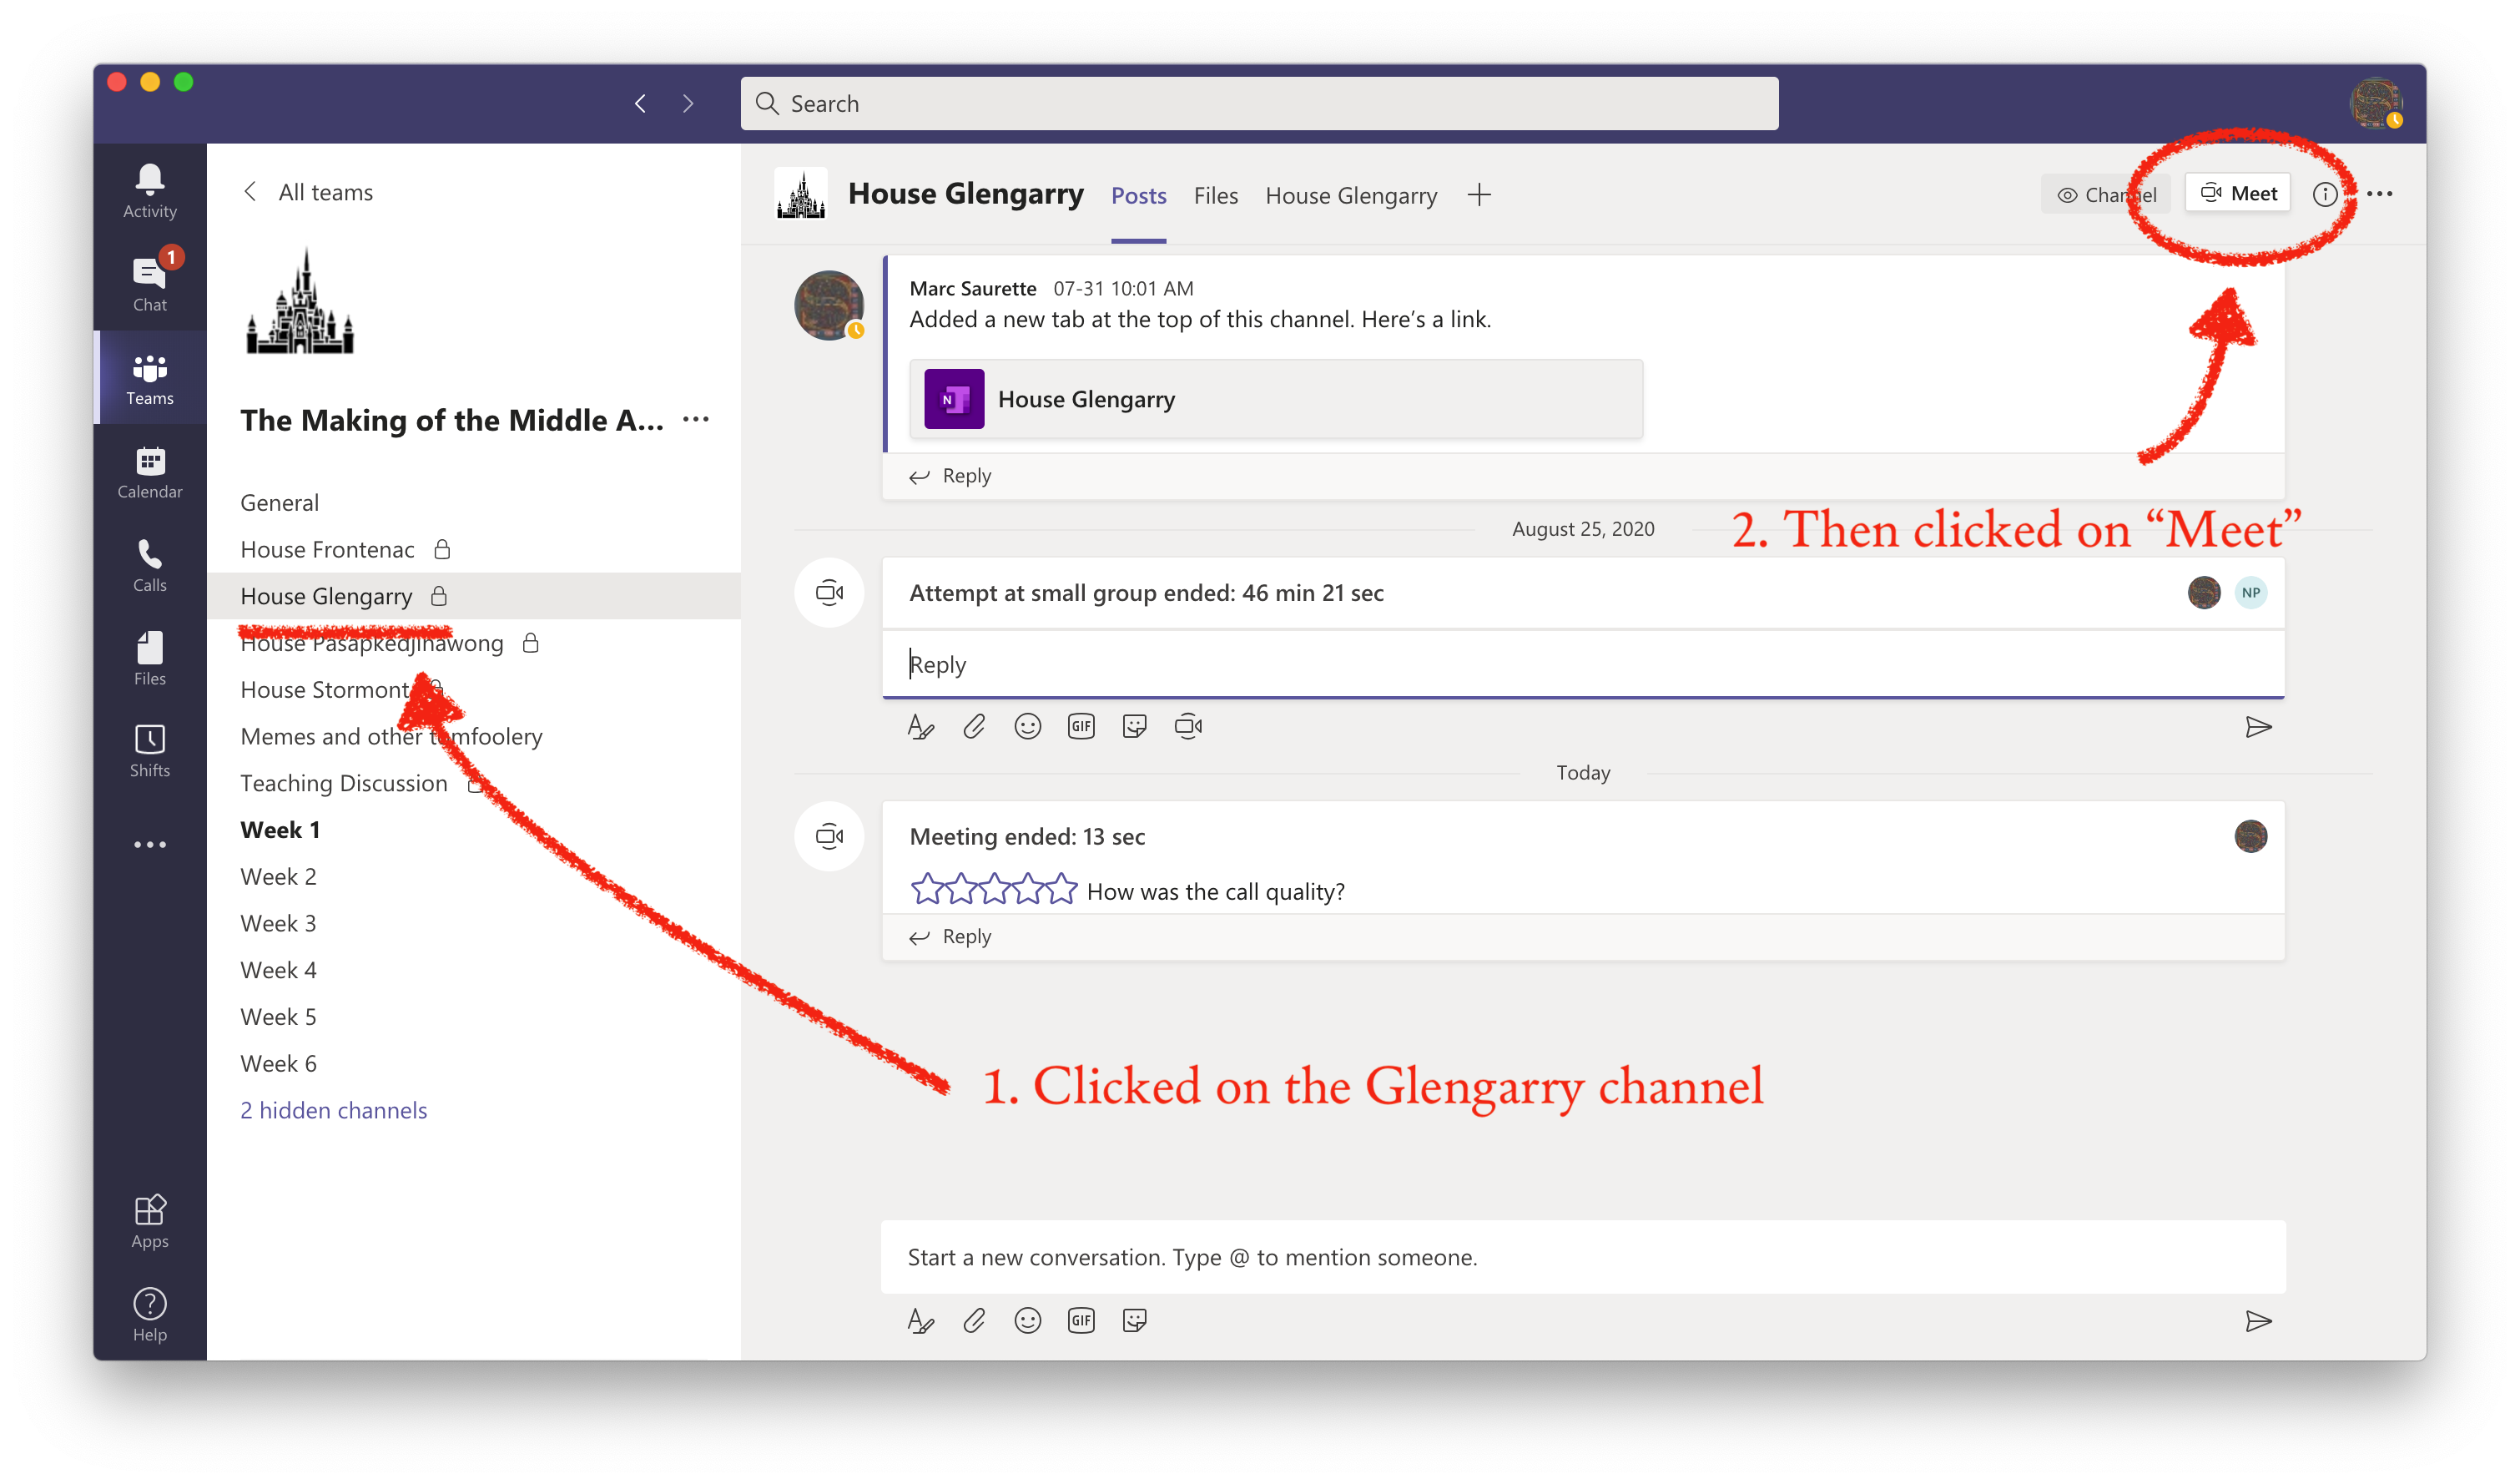 Search
Activity
1
Chat
Teams
Calendar
Calls
Files
Shifts
Apps
Help
All teams
The Making of the Middle A...
General
House Frontenac
House Glengarry
House Pasapkedjinawong
House Stormont
Memes and other tomfoolery
Teaching Discussion
Week 1
Week 2
Week 3
Week 4
Week 5
Week 6
2 hidden channels
House Glengarry Posts Files House Glengarry
Channel Meet
Marc Saurette 07-31 10:01 AM
Added a new tab at the top of this channel. Here’s a link.
N House Glengarry
Reply
August 25, 2020
2. Then clicked on “Meet”
Attempt at small group ended: 46 min 21 sec NP
Reply
GIF
Today
Meeting ended: 13 sec
How was the call quality?
Reply
1. Clicked on the Glengarry channel
Start a new conversation. Type @ to mention someone.
GIF